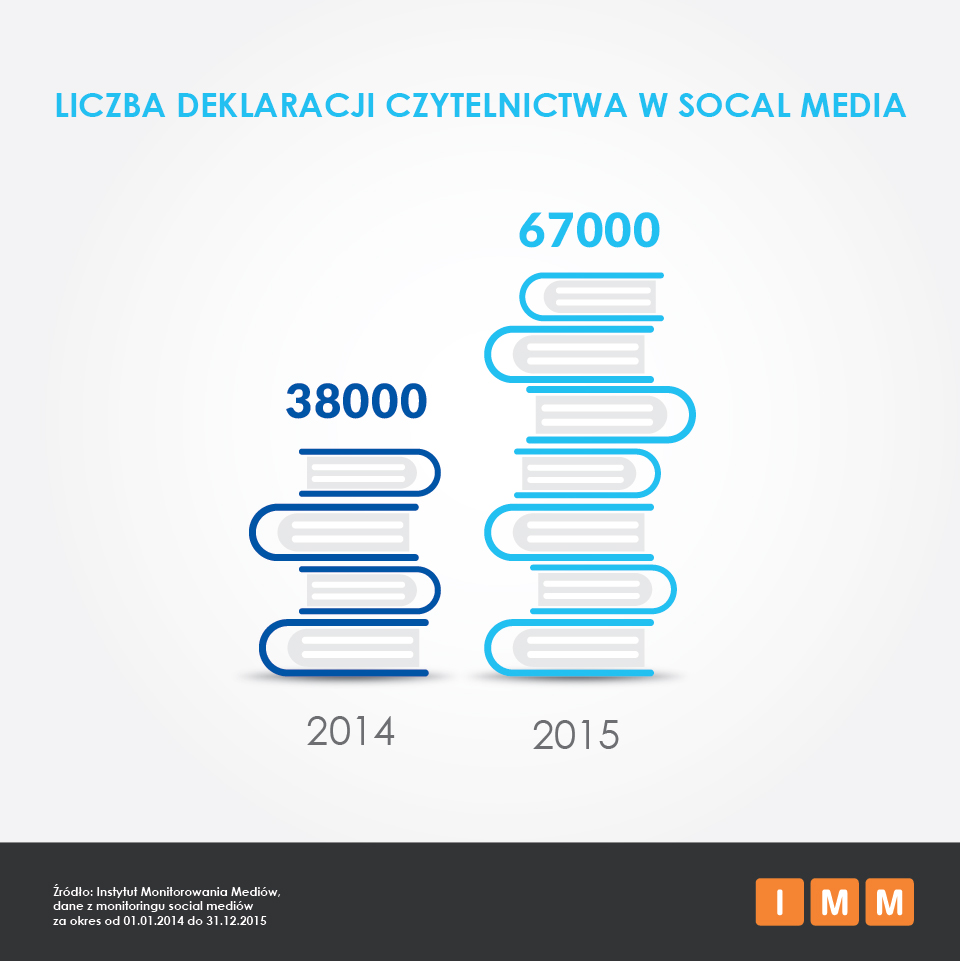 LICZBA DEKLARACJI CZYTELNICTWA W SOCAL MEDIA
67000
38000
2014
2015
Źródło: Instytut Monitorowania Mediów,
dane z monitoringu social mediów
za okres od 01.01.2014 do 31.12.2015
I M M